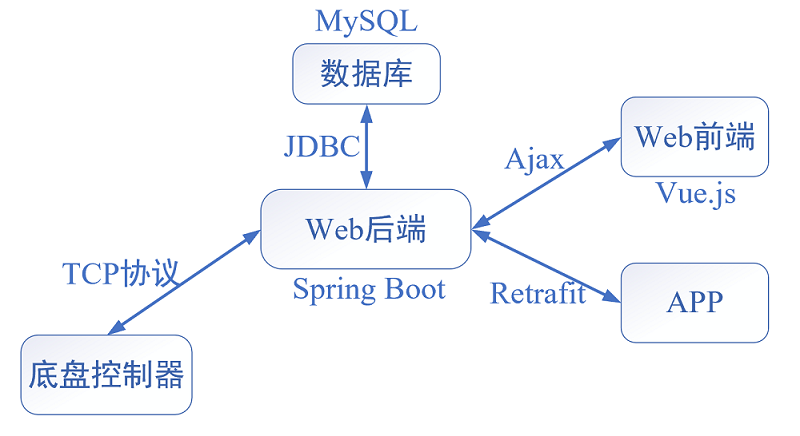 MySQL
数据库
JDBC
Ajax
Web前端
Vue.js
Web后端
Spring Boot
TCP协议
Retrafit
APP
底盘控制器